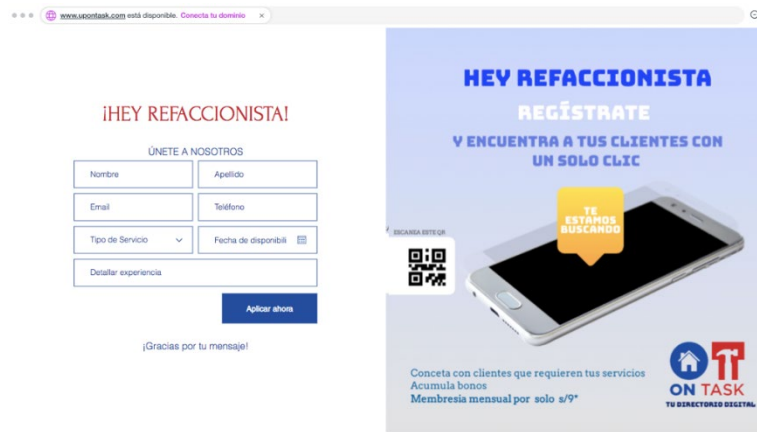 www.upontask.com está disponible. Conecta tu dominio
¡HEY REFACCIONISTA!
ÚNETE A NOSOTROS
Nombre
Apellido
Email
Teléfono
Tipo de Servicio
Fecha de disponibili
Detallar experiencia
Aplicar ahora
¡Gracias por tu mensaje!
HEY REFACCIONISTA
REGÍSTRATE
Y ENCUENTRA A TUS CLIENTES CON
UN SOLO CLIC
TE
ESTAMOS
BUSCANDO
ESCANEA ESTE QR
Conceta con clientes que requieren tus servicios
Acumula bonos
Membresia mensual por solo s/9*
ON TASK
TU DIRECTORIO DIGITAL